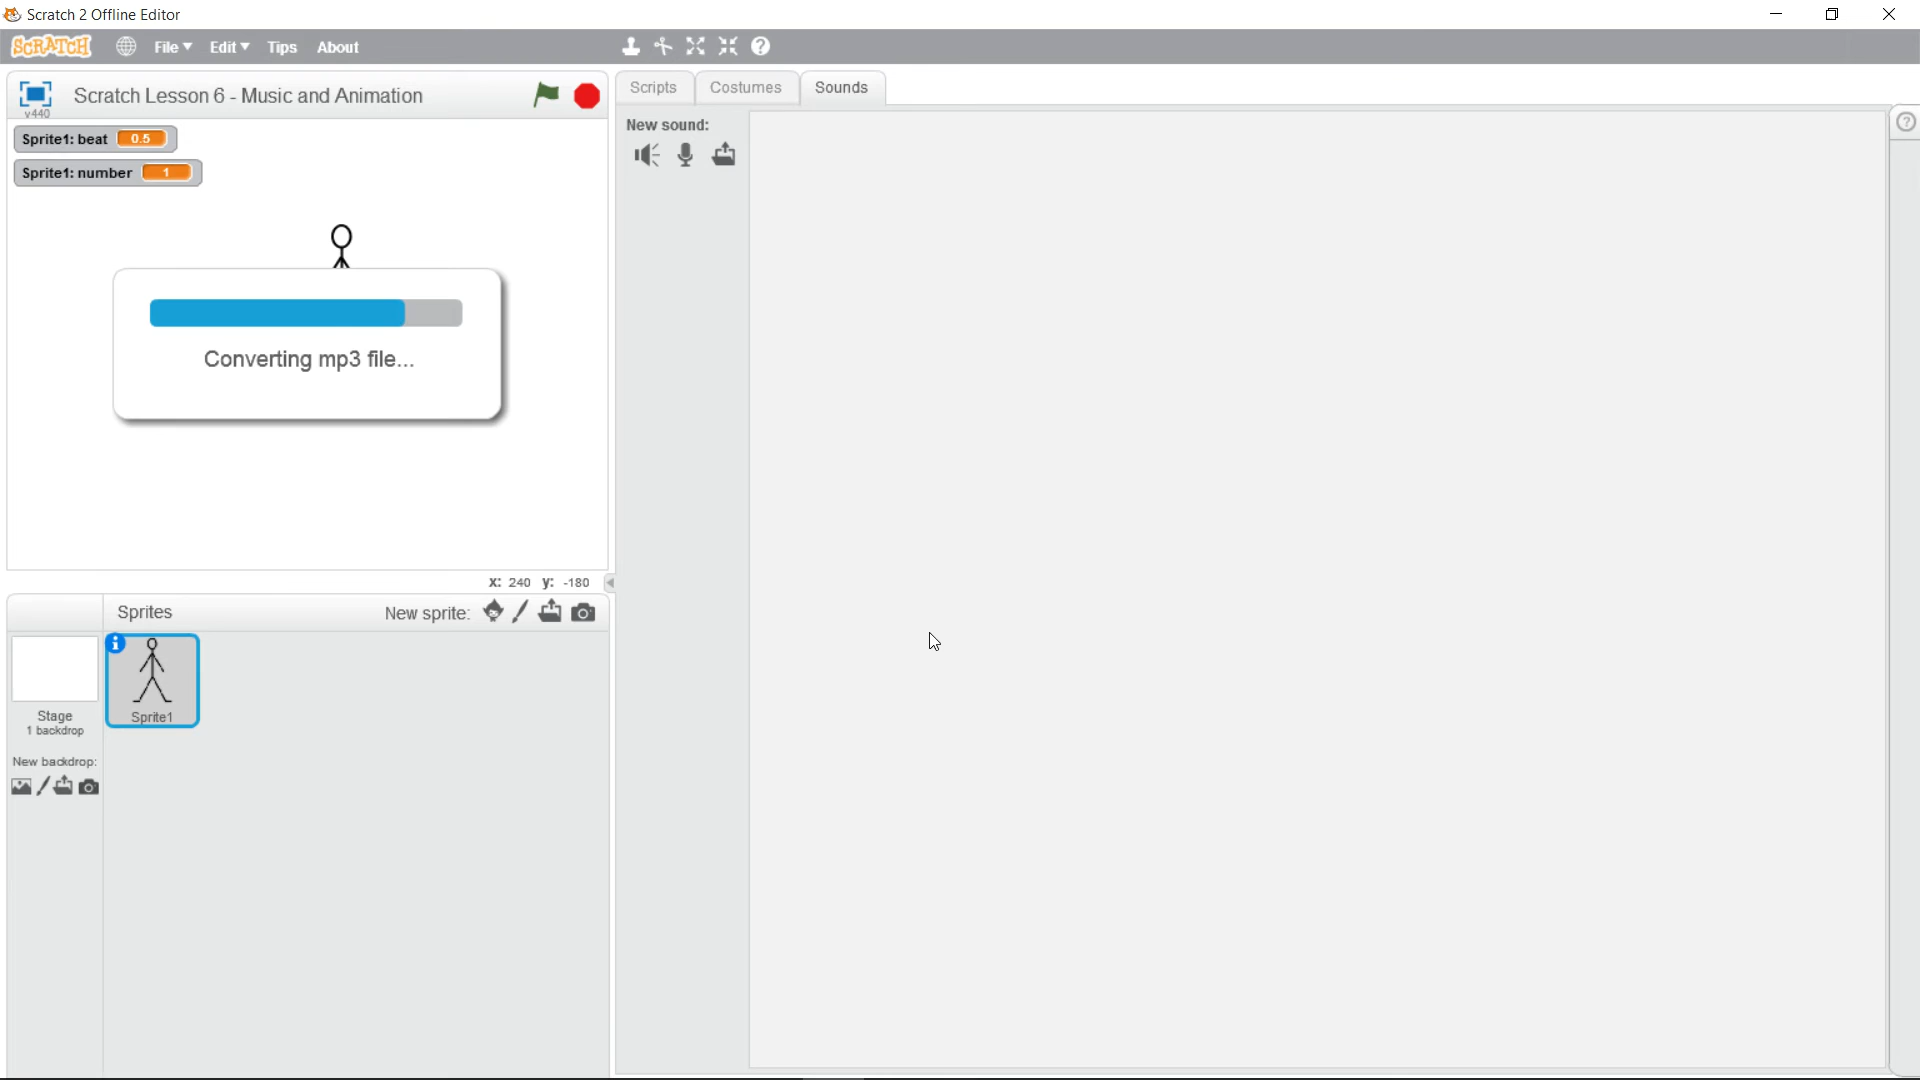 Scratch 2 Offline Editor
SCRATCH File Edit Tips About
v440 Scratch Lesson 6 - Music and Animation
Scripts Costumes Sounds
Sprite1: beat 0.5
Sprite1: number 1
New sound:
Converting mp3 file...
x: 240 y: -180
Sprites New sprite:
Sprite1
Stage
1 backdrop
New backdrop: